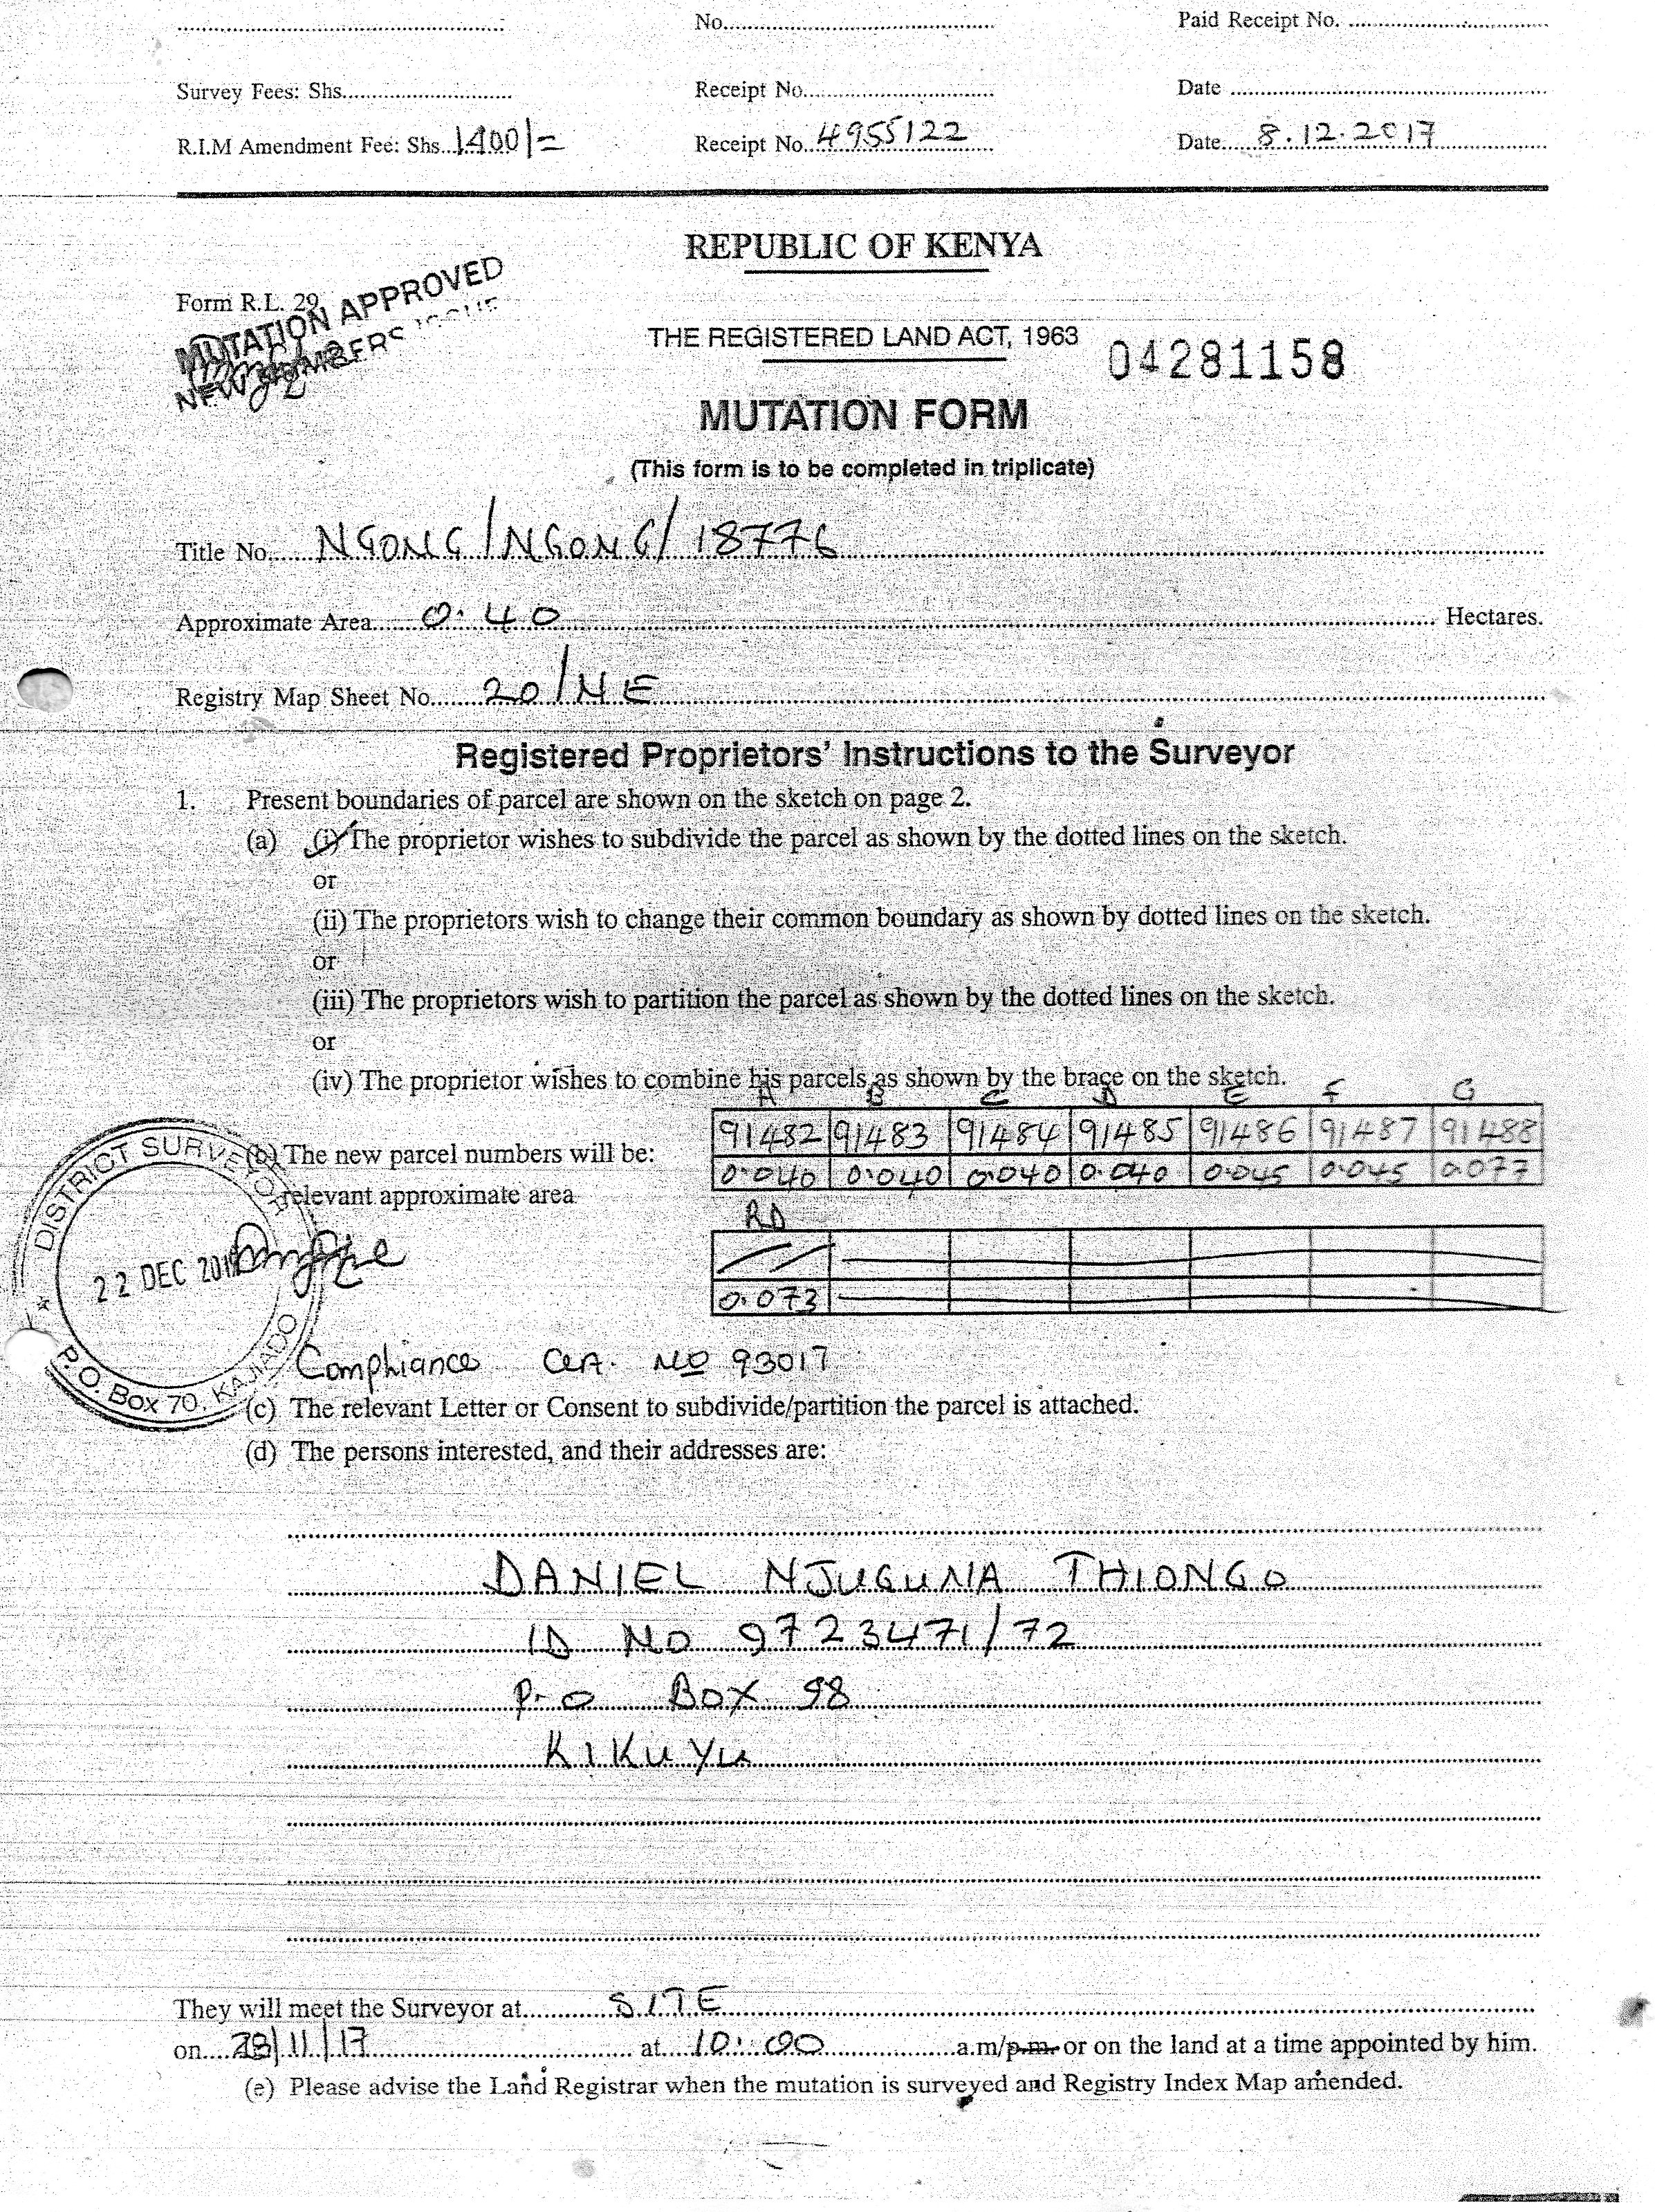 No.......... Paid Receipt No. ..........
Survey Fees: Shs.......... Receipt No.......... Date ..........
R.I.M Amendment Fee: Shs. 1400/= Receipt No. 4955122 Date 8.12.2017
REPUBLIC OF KENYA
Form R.L. 29
MUTATION APPROVED
NEW NUMBERS
THE REGISTERED LAND ACT, 1963
04281158
MUTATION FORM
(This form is to be completed in triplicate)
Title No. NGONG/NGONG/18776
Approximate Area 0.40 Hectares.
Registry Map Sheet No. 20/NE
Registered Proprietors' Instructions to the Surveyor
1. Present boundaries of parcel are shown on the sketch on page 2.
(a) (i) The proprietor wishes to subdivide the parcel as shown by the dotted lines on the sketch.
or
(ii) The proprietors wish to change their common boundary as shown by dotted lines on the sketch.
or
(iii) The proprietors wish to partition the parcel as shown by the dotted lines on the sketch.
or
(iv) The proprietor wishes to combine his parcels as shown by the brace on the sketch.
A B C D E F G
(b) The new parcel numbers will be: 91482 91483 91484 91485 91486 91487 91488
relevant approximate area 0.040 0.040 0.040 0.040 0.045 0.045 0.077
RD
0.073
DISTRICT SURVEYOR
22 DEC 201
P.O. BOX 70, KAJIADO
Compliance Cert. No 93017
(c) The relevant Letter or Consent to subdivide/partition the parcel is attached.
(d) The persons interested, and their addresses are:
DANIEL NJUGUNA THIONGO
ID NO 9723471/72
P.O BOX 98
KIKUYU
They will meet the Surveyor at SITE
on 28/11/17 at 10:00 a.m/p.m. or on the land at a time appointed by him.
(e) Please advise the Land Registrar when the mutation is surveyed and Registry Index Map amended.